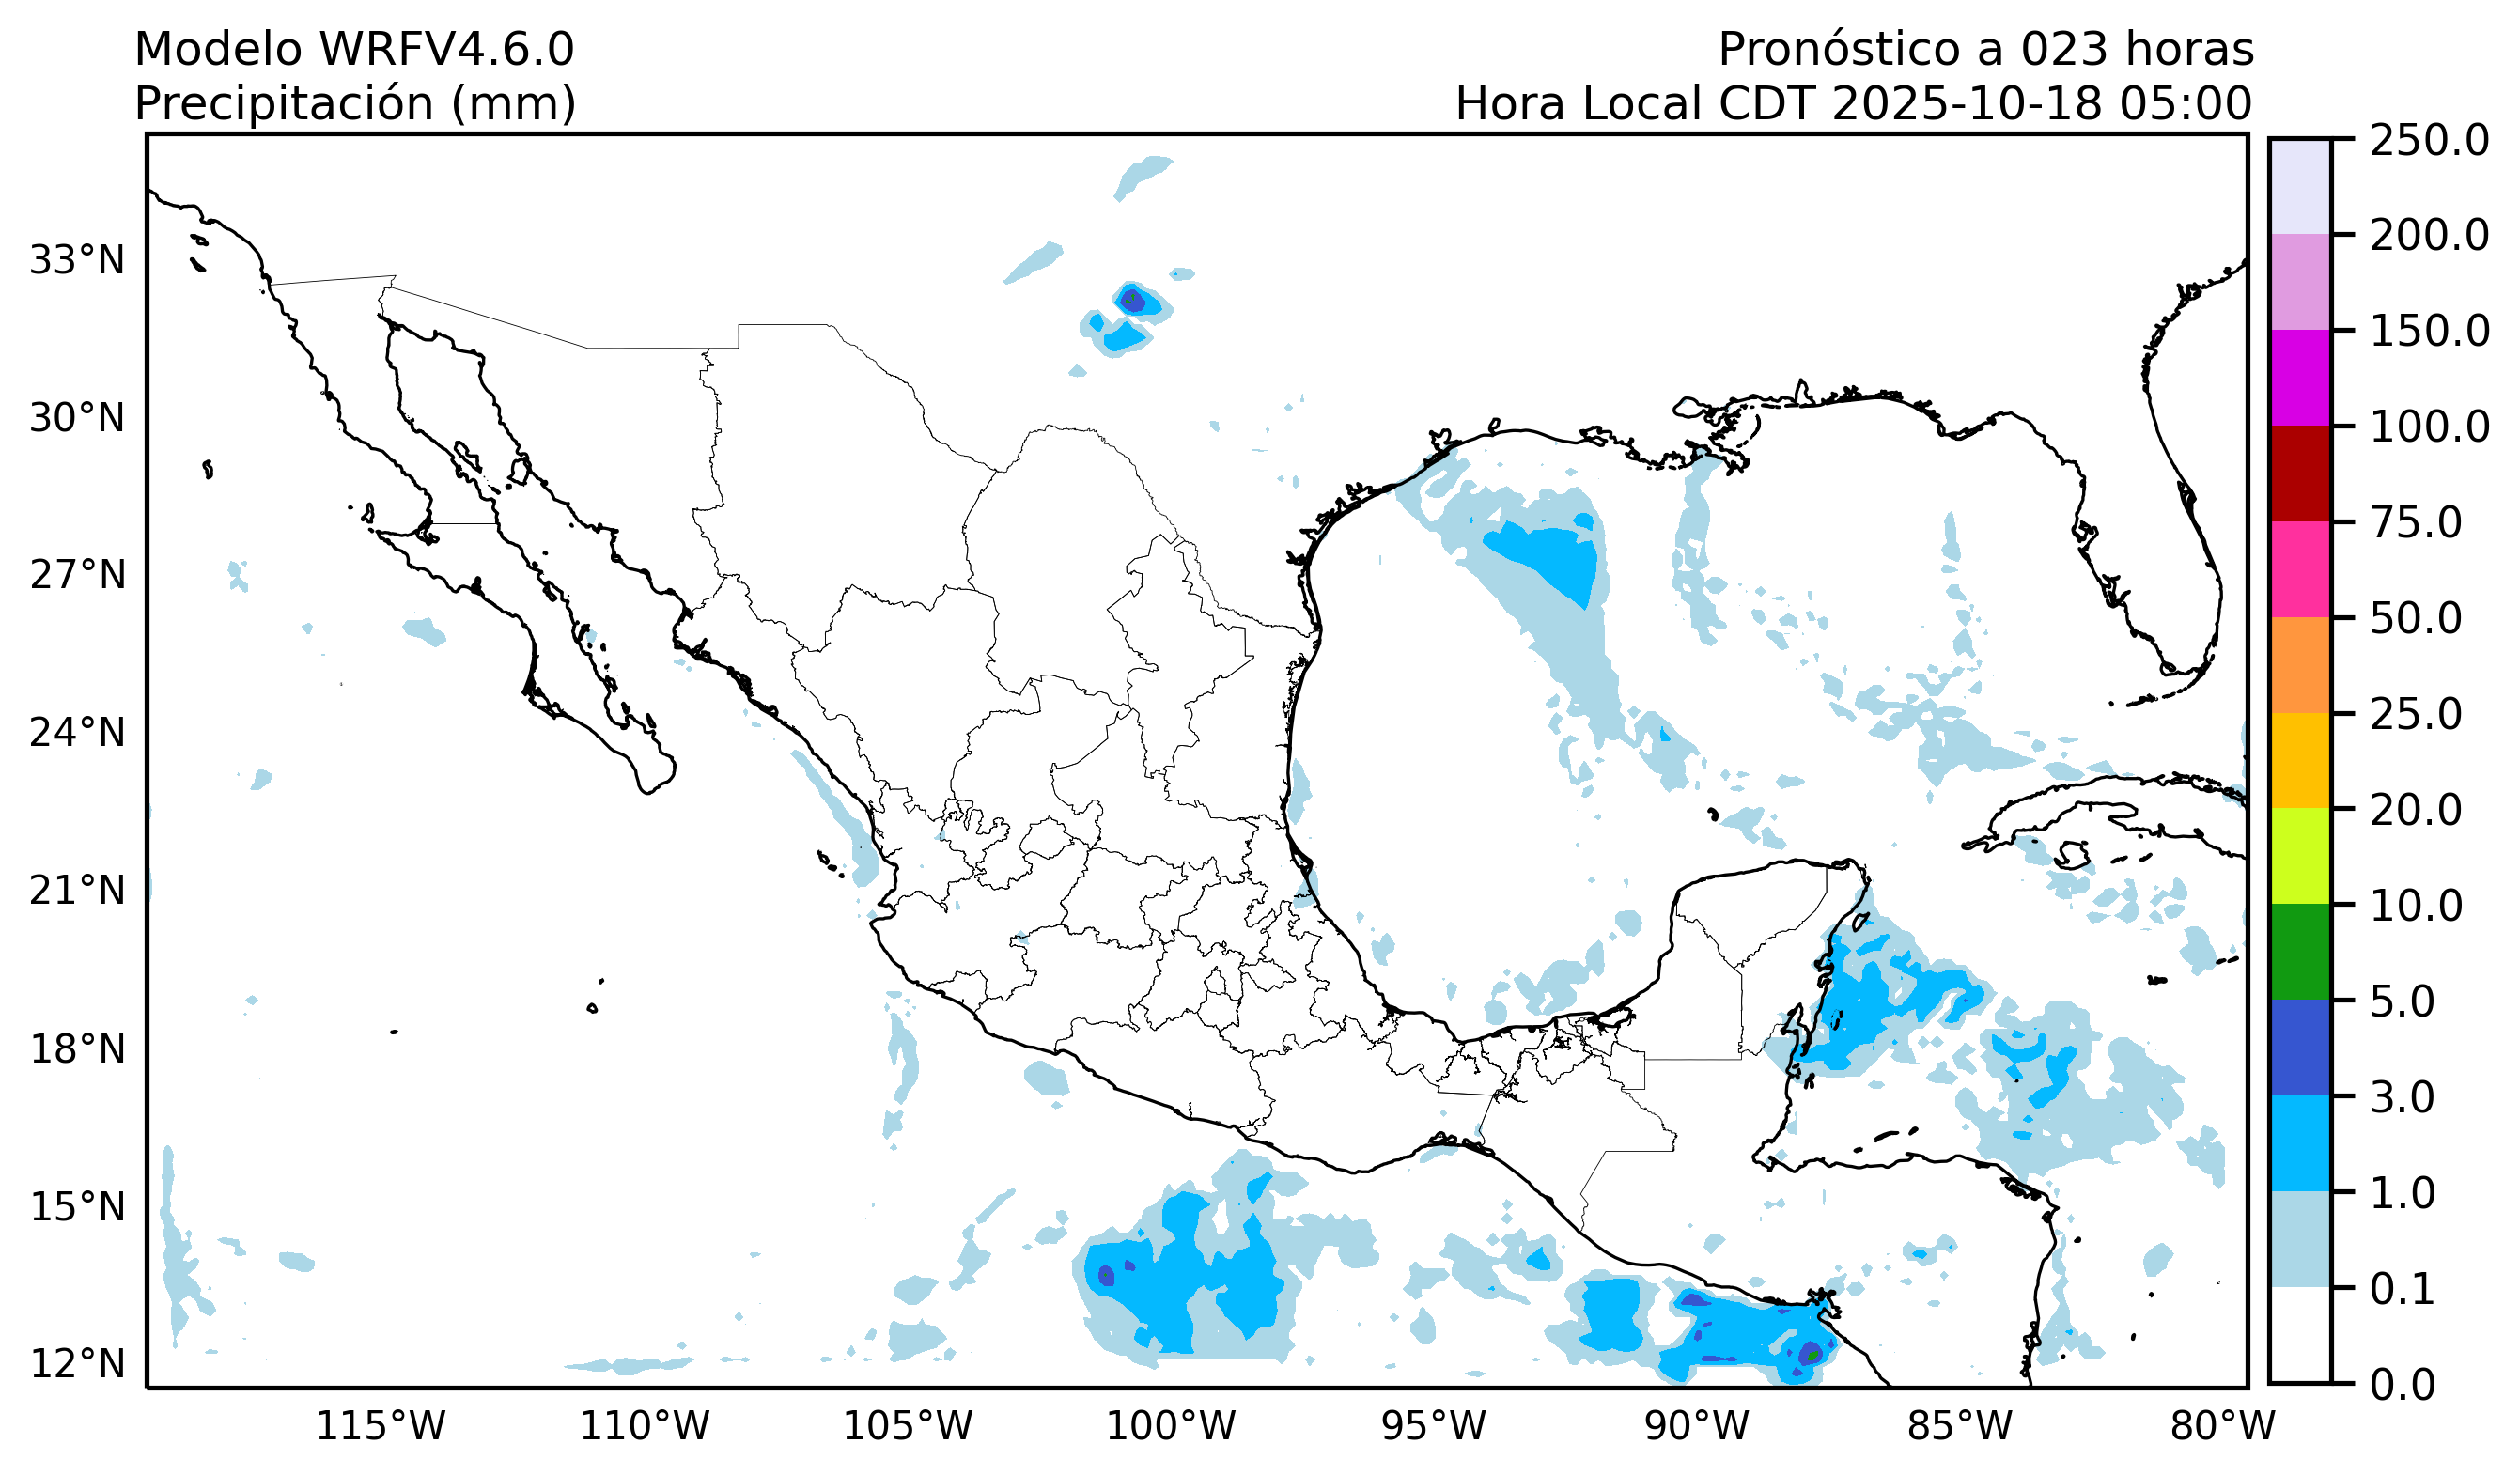 Modelo WRFV4.6.0
Precipitación (mm)
Pronóstico a 023 horas
Hora Local CDT 2025-10-18 05:00
33°N
30°N
27°N
24°N
21°N
18°N
15°N
12°N
115°W
110°W
105°W
100°W
95°W
90°W
85°W
80°W
250.0
200.0
150.0
100.0
75.0
50.0
25.0
20.0
10.0
5.0
3.0
1.0
0.1
0.0